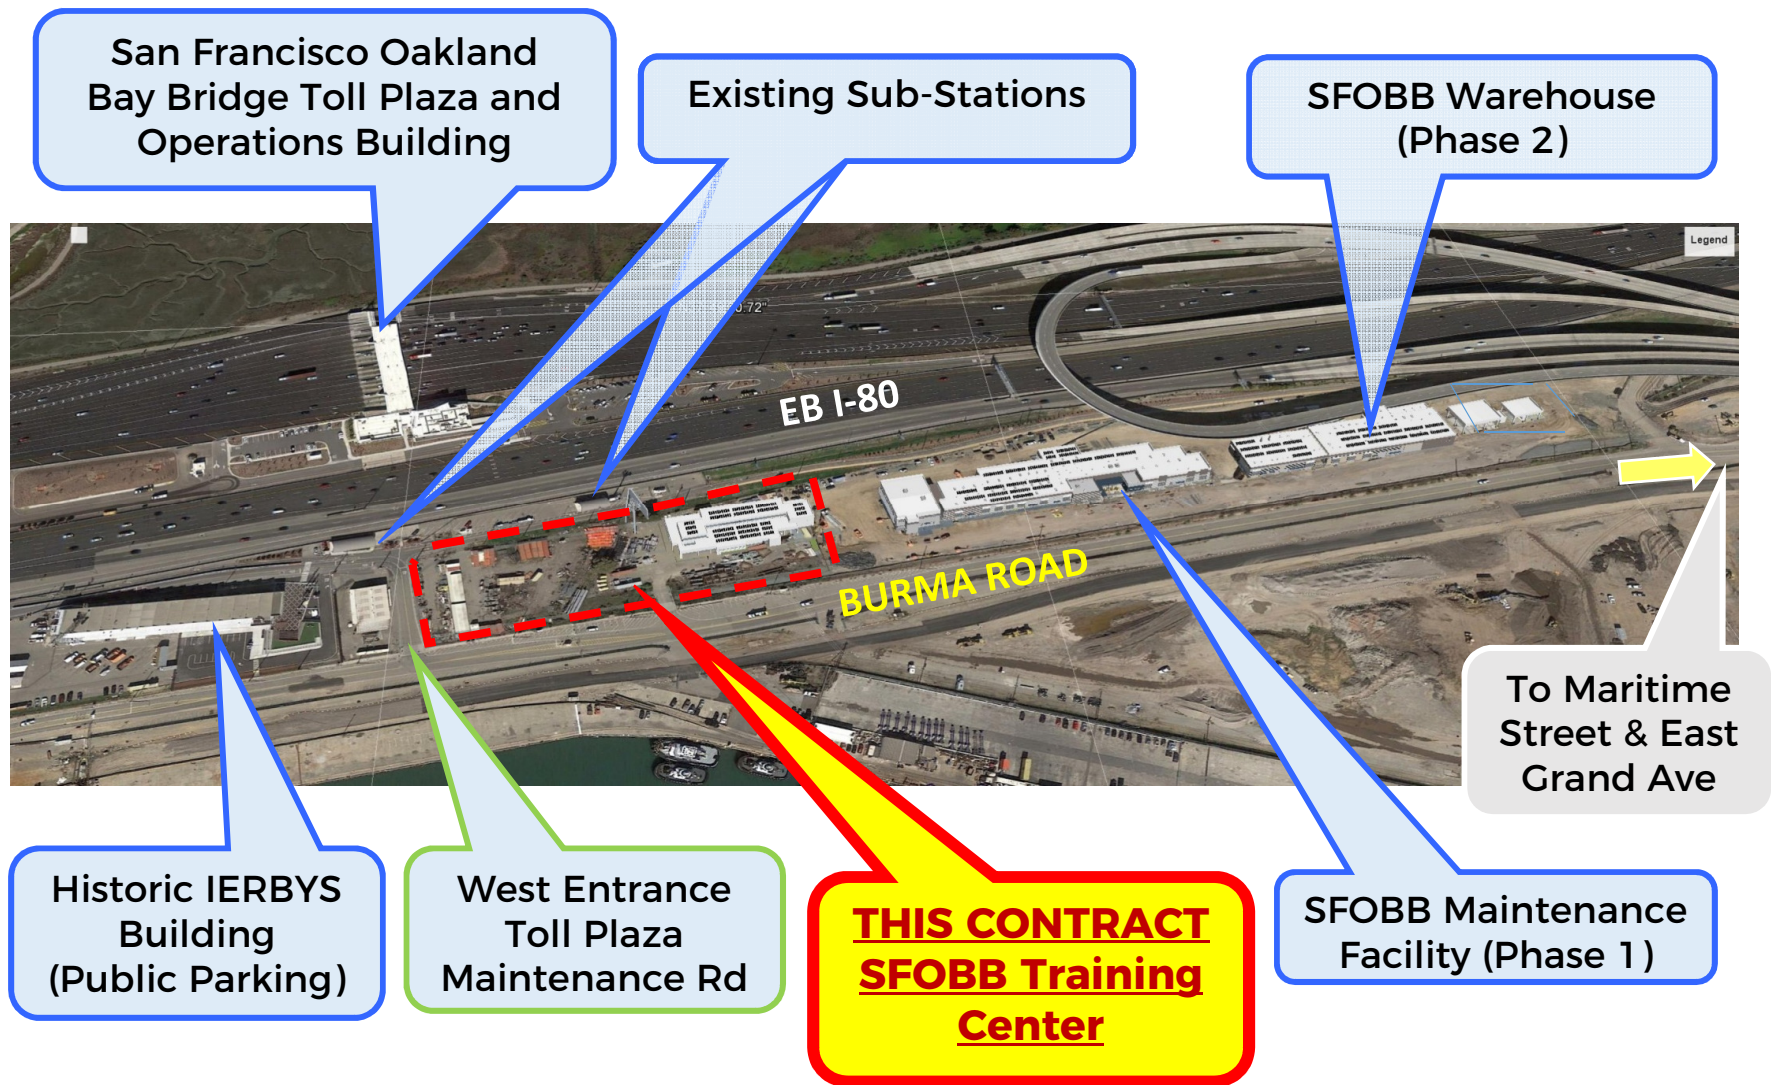 San Francisco Oakland
Bay Bridge Toll Plaza and
Operations Building
Existing Sub-Stations
SFOBB Warehouse
(Phase 2)
Legend
0.72"
EB I-80
BURMA ROAD
To Maritime
Street & East
Grand Ave
Historic IERBYS
Building
(Public Parking)
West Entrance
Toll Plaza
Maintenance Rd
THIS CONTRACT
SFOBB Training
Center
SFOBB Maintenance
Facility (Phase 1)